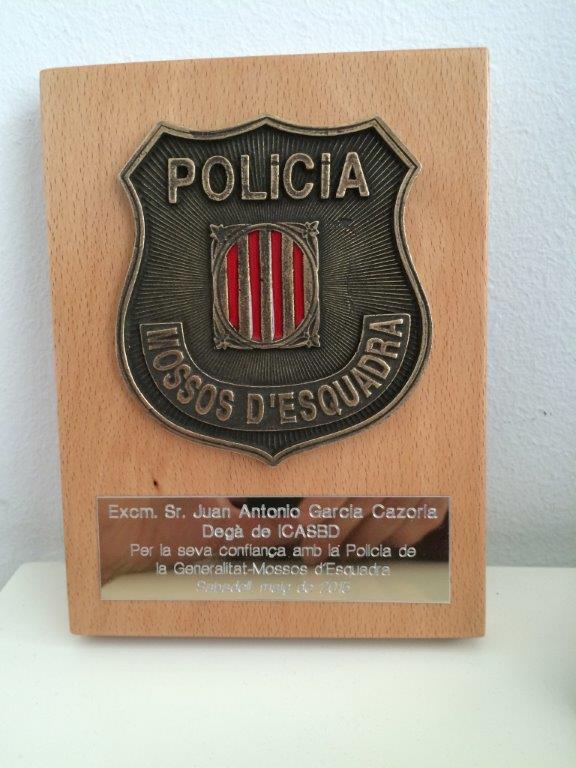 POLiCiA
MOSSOS D'ESQUADRA
Excm. Sr. Juan Antonio García Cazorla
Degà de ICASBD
Per la seva confiança amb la Policia de
la Generalitat-Mossos d'Esquadra
Sabadell, maig de 2015